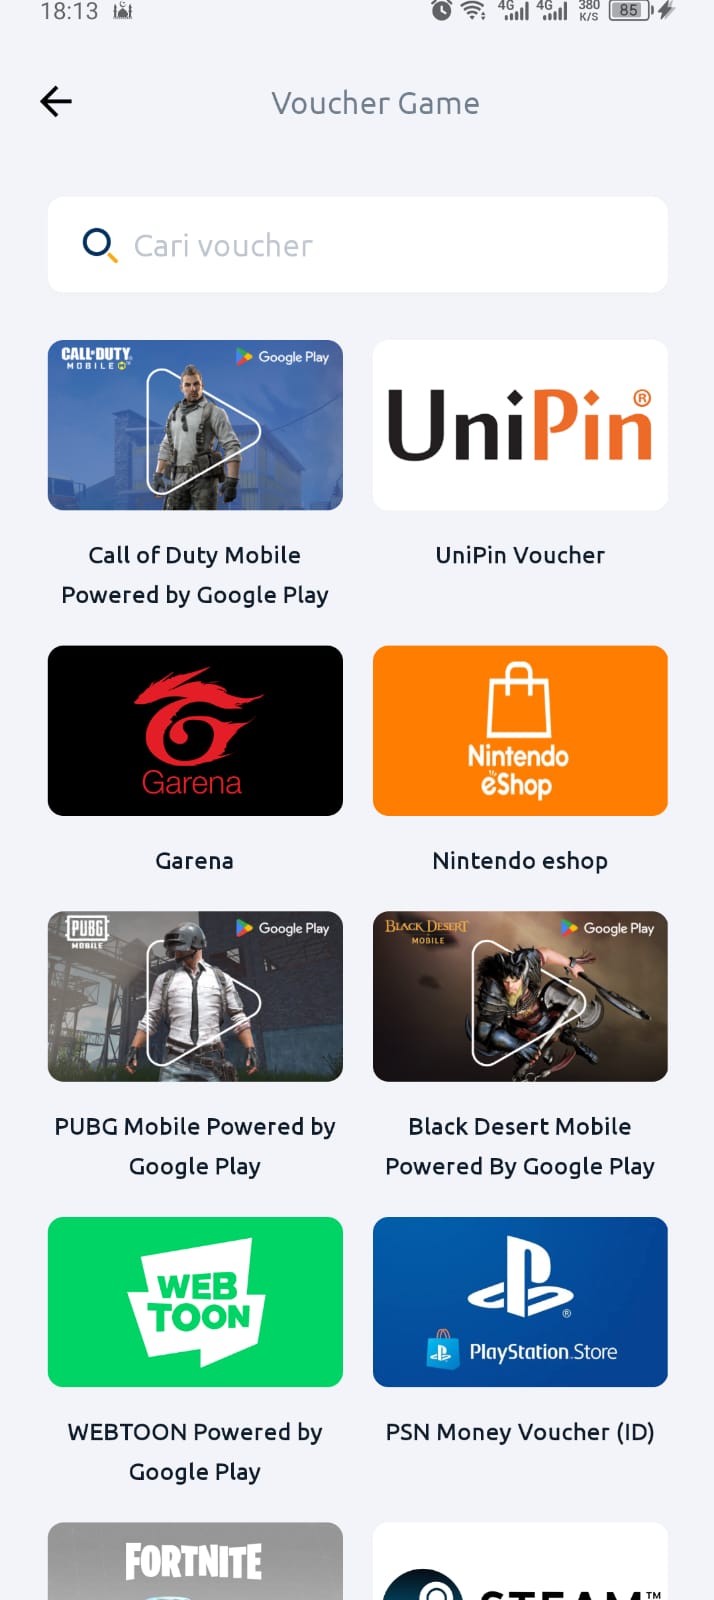 18:13 4G 4G 380 K/S 85
Voucher Game
Cari voucher
CALL OF DUTY
MOBILE
Google Play
UniPin®
Call of Duty Mobile
Powered by Google Play
UniPin Voucher
Garena
Nintendo
eShop
Garena
Nintendo eshop
PUBG
MOBILE
Google Play
BLACK DESERT
MOBILE
Google Play
PUBG Mobile Powered by
Google Play
Black Desert Mobile
Powered By Google Play
WEB
TOON
®
PlayStation.Store
WEBTOON Powered by
Google Play
PSN Money Voucher (ID)
FORTNITE
STEAM™